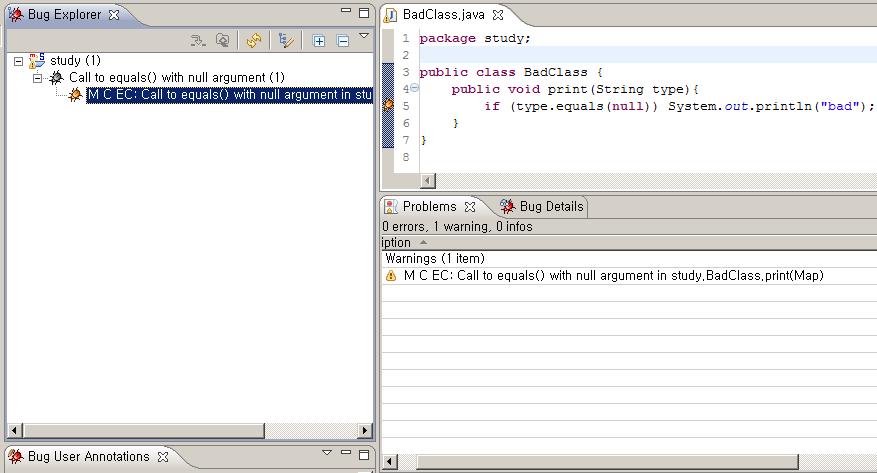 Bug Explorer
study (1)
Call to equals() with null argument (1)
M C EC: Call to equals() with null argument in stu
Bug User Annotations
BadClass.java
1 package study;
2
3 public class BadClass {
4 public void print(String type){
5 if (type.equals(null)) System.out.println("bad");
6 }
7 }
8
Problems
Bug Details
0 errors, 1 warning, 0 infos
iption
Warnings (1 item)
M C EC: Call to equals() with null argument in study.BadClass.print(Map)